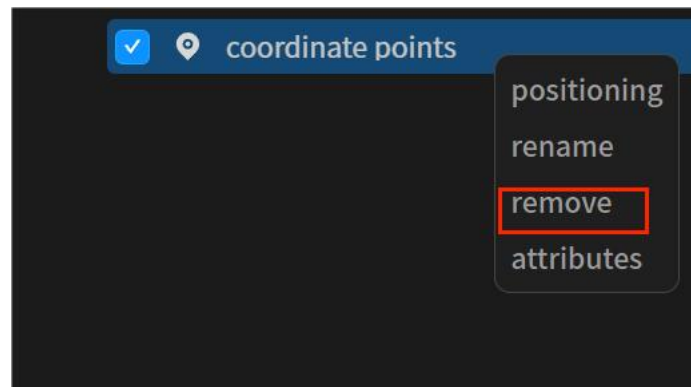 coordinate points
positioning
rename
remove
attributes